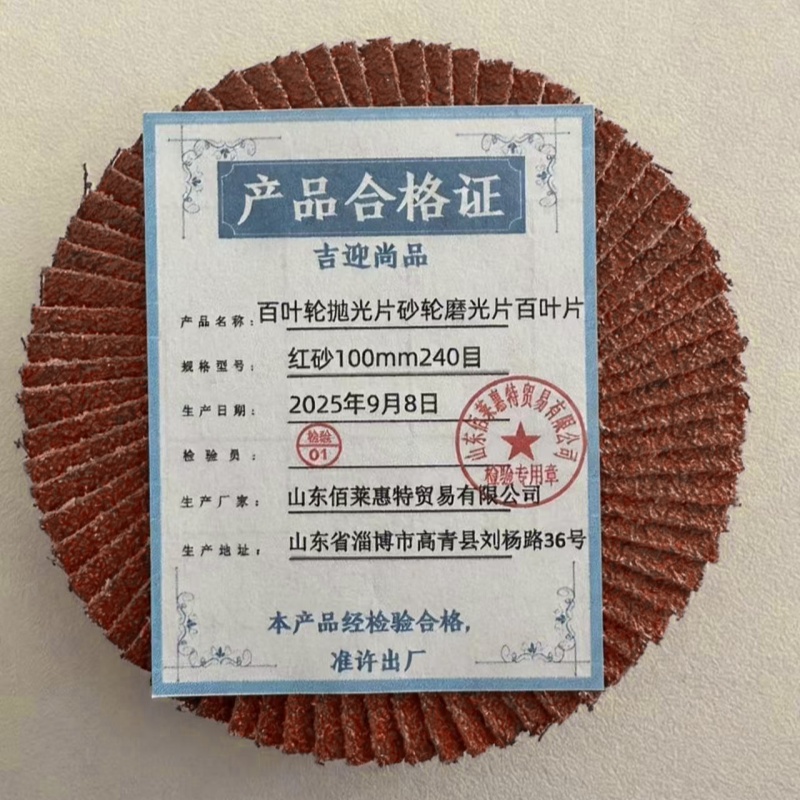 产品合格证
吉迎尚品
产品名称：百叶轮抛光片砂轮磨光片百叶片
规格型号：红砂100mm240目
生产日期：2025年9月8日
检验员：检验 01
生产厂家：山东佰莱惠特贸易有限公司
生产地址：山东省淄博市高青县刘杨路36号
山东佰莱惠特贸易有限公司
检验专用章
本产品经检验合格，
准许出厂